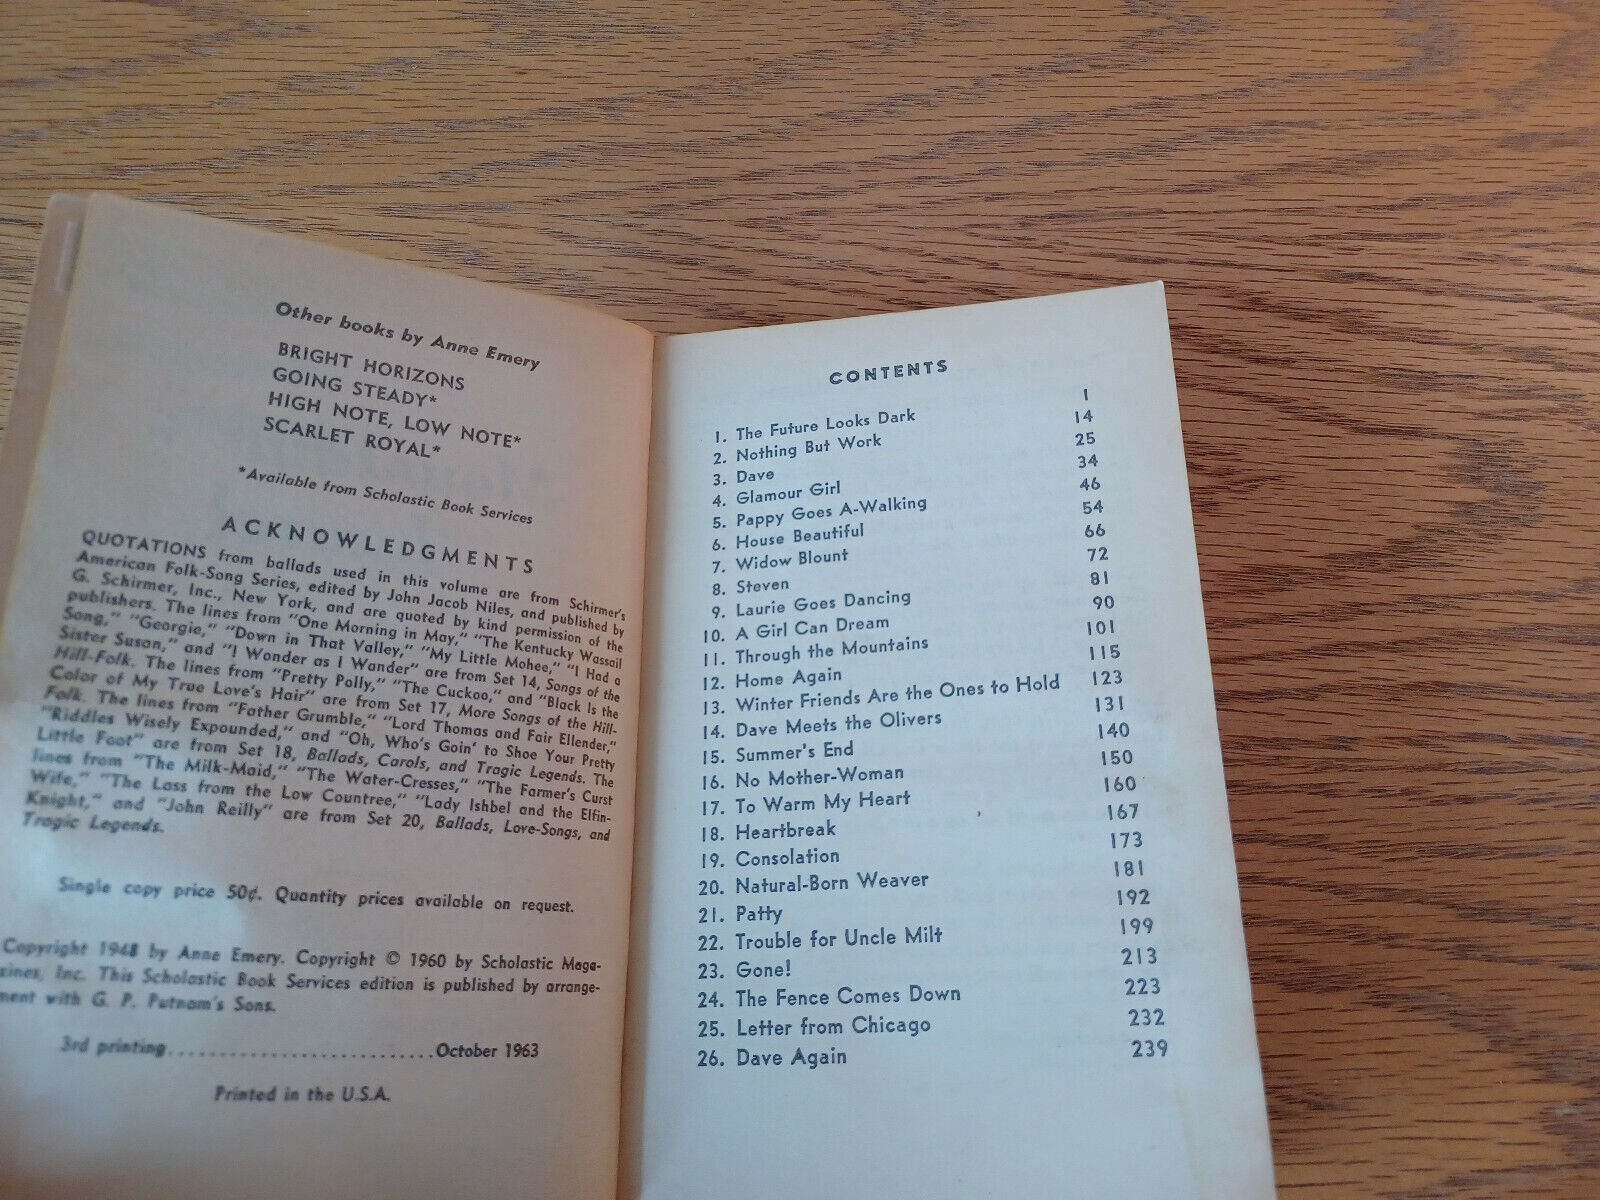 Other books by Anne Emery
BRIGHT HORIZONS
GOING STEADY*
HIGH NOTE, LOW NOTE*
SCARLET ROYAL*
*Available from Scholastic Book Services
ACKNOWLEDGMENTS
QUOTATIONS from ballads used in this volume are from Schirmer's
American Folk-Song Series, edited by John Jacob Niles, and published by
G. Schirmer, Inc., New York, and are quoted by kind permission of the
publishers. The lines from "One Morning in May," "The Kentucky Wassail
Song," "Georgie," "Down in That Valley," "My Little Mohee," "I Had a
Sister Susan," and "I Wonder as I Wander" are from Set 14, Songs of the
Hill-Folk. The lines from "Pretty Polly," "The Cuckoo," and "Black Is the
Color of My True Love's Hair" are from Set 17, More Songs of the Hill-
Folk. The lines from "Father Grumble," "Lord Thomas and Fair Ellender,"
"Riddles Wisely Expounded," and "Oh, Who's Goin' to Shoe Your Pretty
Little Foot" are from Set 18, Ballads, Carols, and Tragic Legends. The
lines from "The Milk-Maid," "The Water-Cresses," "The Farmer's Curst
Wife," "The Lass from the Low Countree," "Lady Ishbel and the Elfin-
Knight," and "John Reilly" are from Set 20, Ballads, Love-Songs, and
Tragic Legends.
Single copy price 50¢. Quantity prices available on request.
Copyright 1948 by Anne Emery. Copyright © 1960 by Scholastic Maga-
zines, Inc. This Scholastic Book Services edition is published by arrange-
ment with G. P. Putnam's Sons.
3rd printing..........................October 1963
Printed in the U.S.A.
CONTENTS
1. The Future Looks Dark 1
2. Nothing But Work 14
3. Dave 25
4. Glamour Girl 34
5. Pappy Goes A-Walking 46
6. House Beautiful 54
7. Widow Blount 66
8. Steven 72
9. Laurie Goes Dancing 81
10. A Girl Can Dream 90
11. Through the Mountains 101
12. Home Again 115
13. Winter Friends Are the Ones to Hold 123
14. Dave Meets the Olivers 131
15. Summer's End 140
16. No Mother-Woman 150
17. To Warm My Heart 160
18. Heartbreak 167
19. Consolation 173
20. Natural-Born Weaver 181
21. Patty 192
22. Trouble for Uncle Milt 199
23. Gone! 213
24. The Fence Comes Down 223
25. Letter from Chicago 232
26. Dave Again 239